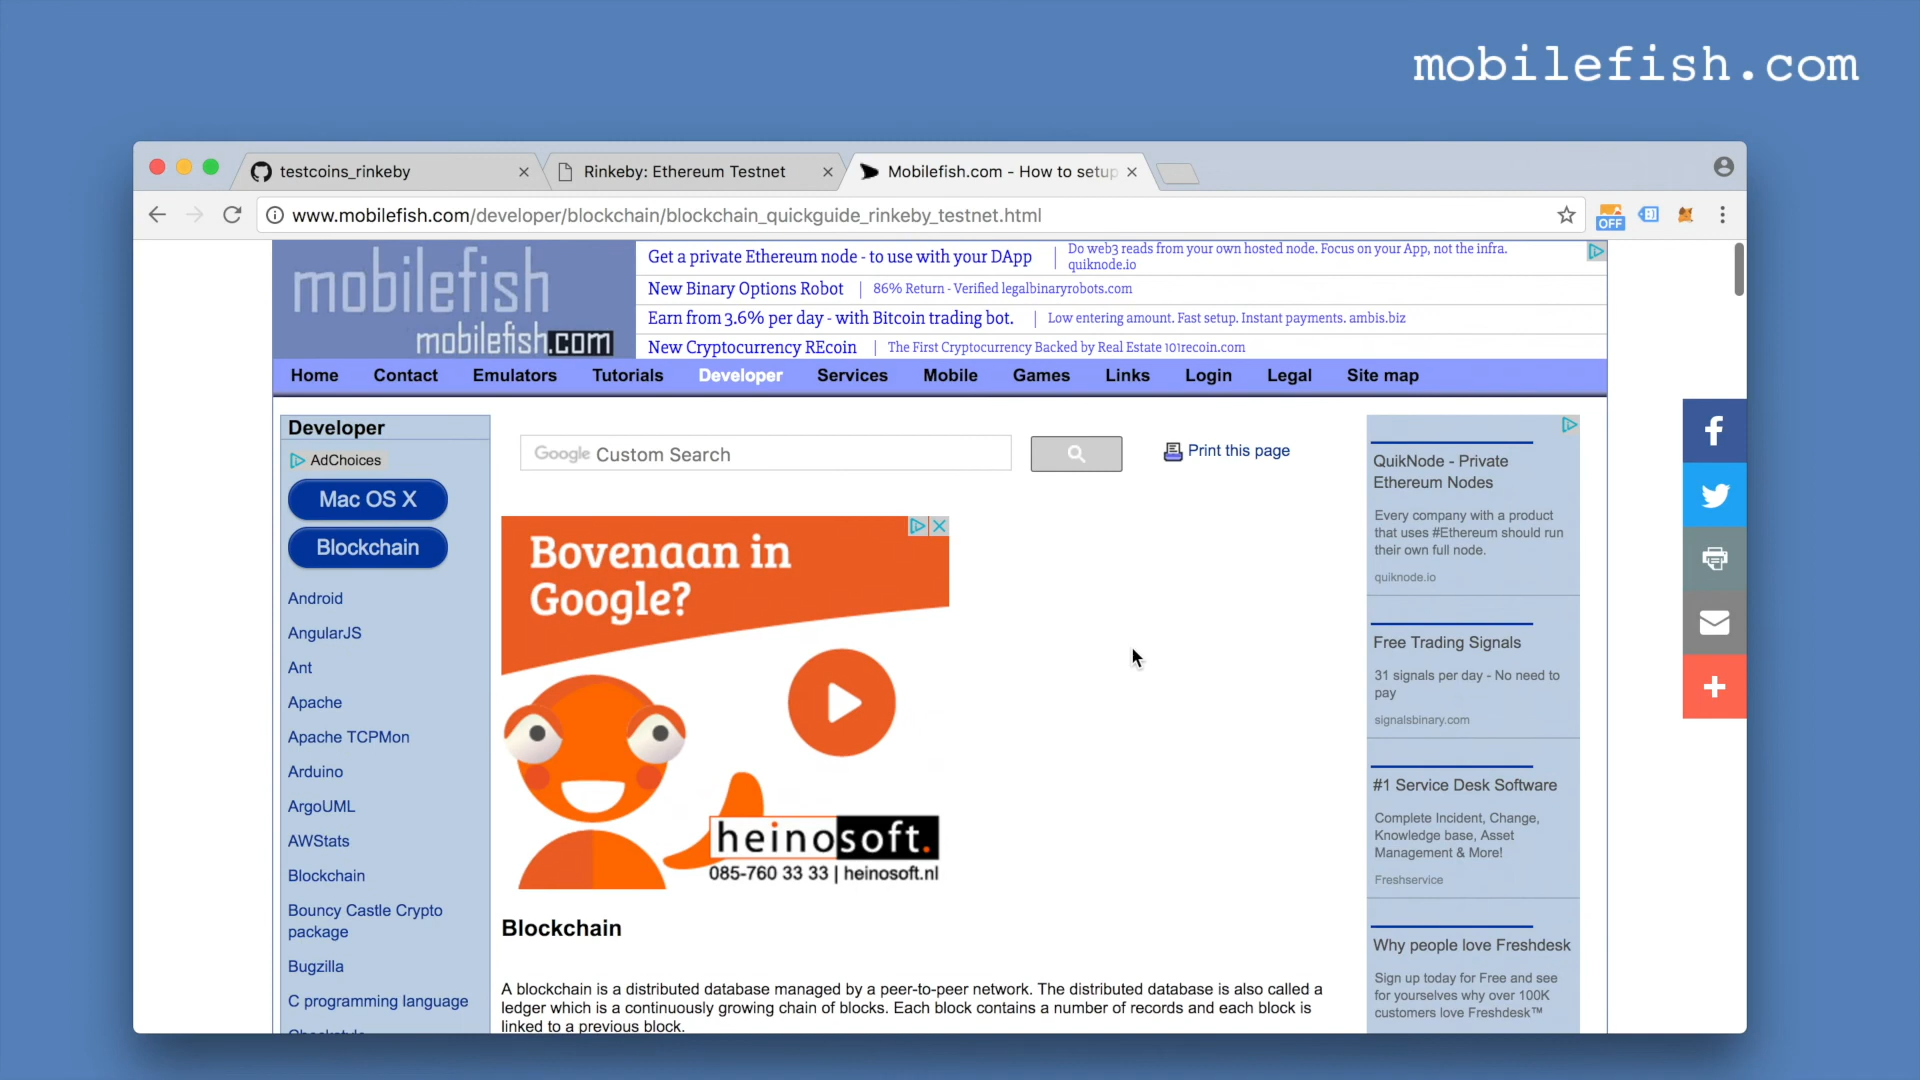 mobilefish.com
testcoins_rinkeby
Rinkeby: Ethereum Testnet
Mobilefish.com - How to setup
www.mobilefish.com/developer/blockchain/blockchain_quickguide_rinkeby_testnet.html
OFF
mobilefish
mobilefish.com
Get a private Ethereum node - to use with your DApp
Do web3 reads from your own hosted node. Focus on your App, not the infra.
quiknode.io
New Binary Options Robot
86% Return - Verified legalbinaryrobots.com
Earn from 3.6% per day - with Bitcoin trading bot.
Low entering amount. Fast setup. Instant payments. ambis.biz
New Cryptocurrency REcoin
The First Cryptocurrency Backed by Real Estate 101recoin.com
Home Contact Emulators Tutorials Developer Services Mobile Games Links Login Legal Site map
Developer
AdChoices
Mac OS X
Blockchain
Android
AngularJS
Ant
Apache
Apache TCPMon
Arduino
ArgoUML
AWStats
Blockchain
Bouncy Castle Crypto
package
Bugzilla
C programming language
Google Custom Search
Print this page
Bovenaan in
Google?
heinosoft.
085-760 33 33 | heinosoft.nl
Blockchain
A blockchain is a distributed database managed by a peer-to-peer network. The distributed database is also called a
ledger which is a continuously growing chain of blocks. Each block contains a number of records and each block is
linked to a previous block.
QuikNode - Private
Ethereum Nodes
Every company with a product
that uses #Ethereum should run
their own full node.
quiknode.io
Free Trading Signals
31 signals per day - No need to
pay
signalsbinary.com
#1 Service Desk Software
Complete Incident, Change,
Knowledge base, Asset
Management & More!
Freshservice
Why people love Freshdesk
Sign up today for Free and see
for yourselves why over 100K
customers love Freshdesk™